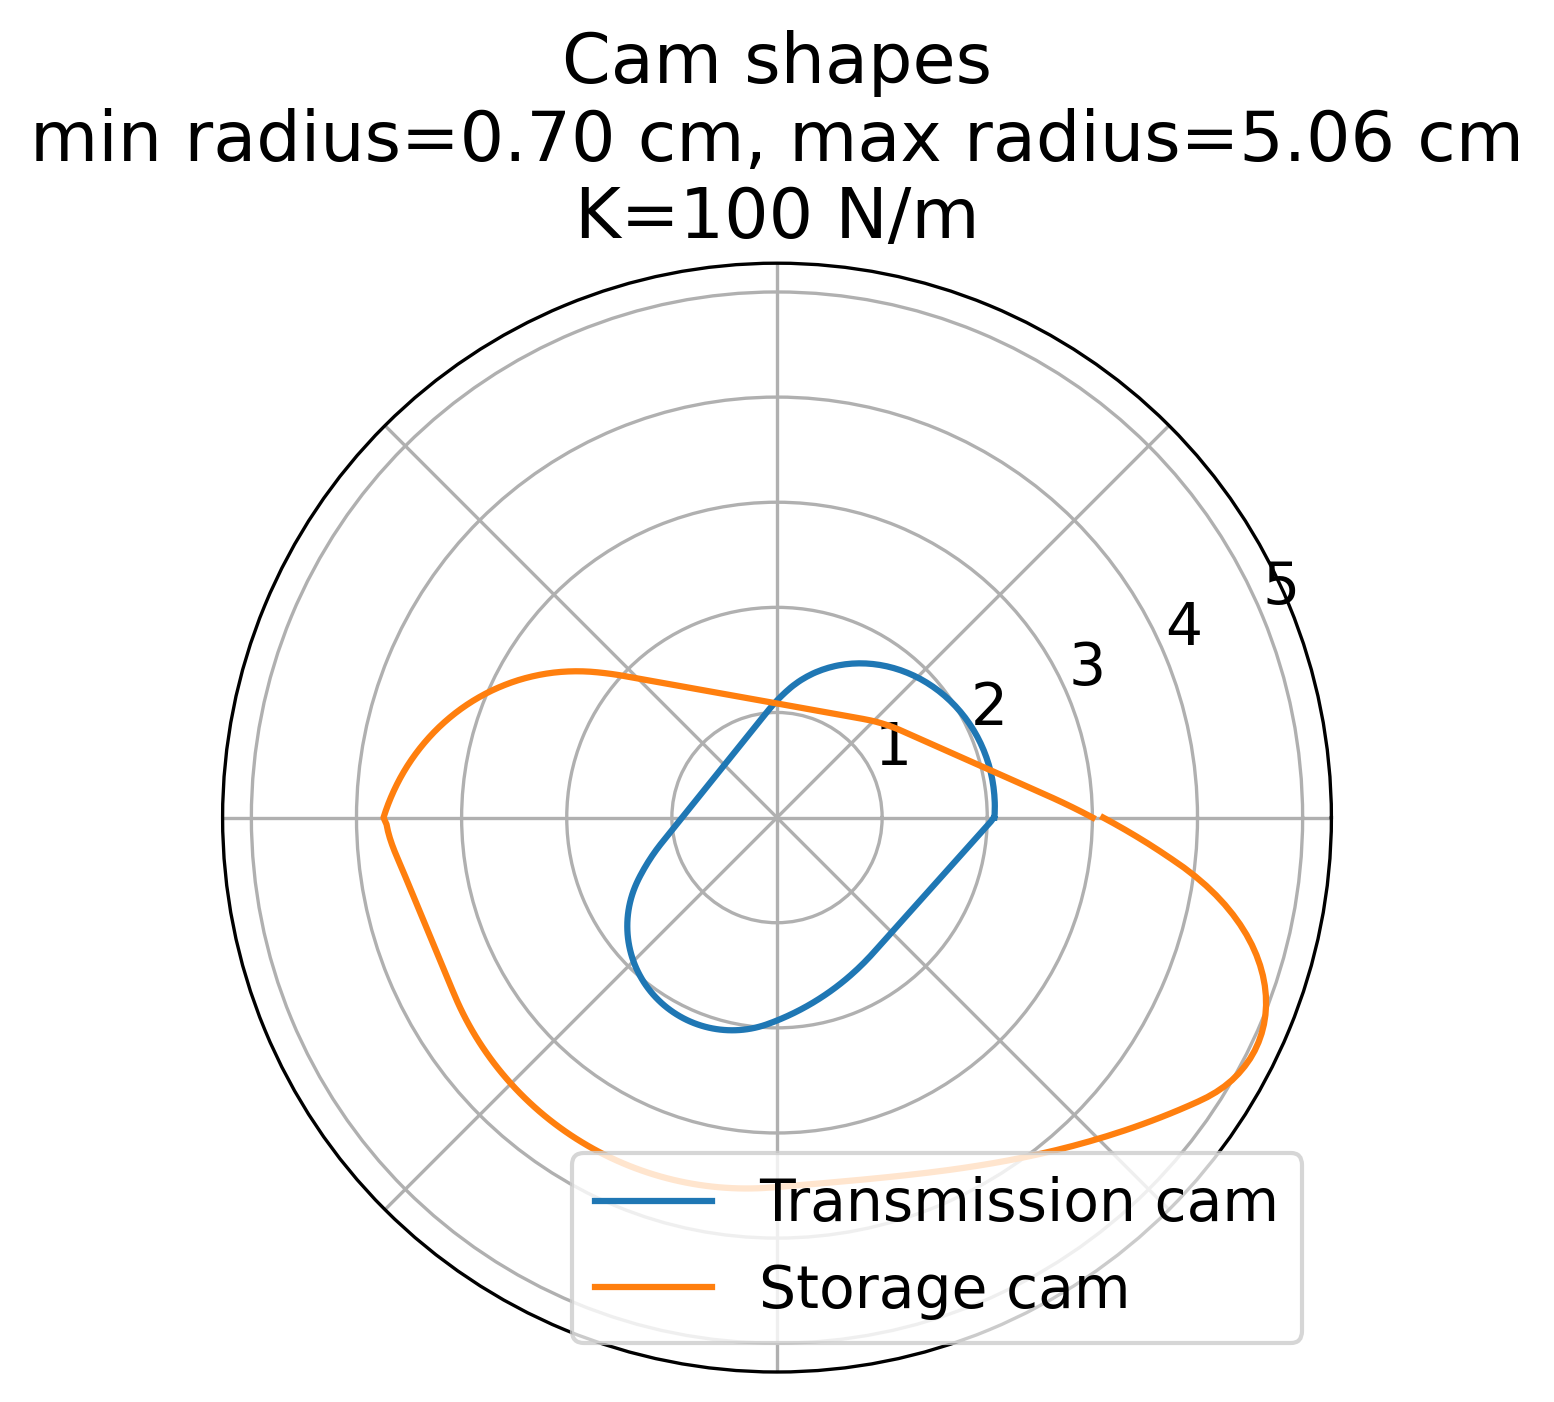 Cam shapes
min radius=0.70 cm, max radius=5.06 cm
K=100 N/m
5
4
3
2
1
Transmission cam
Storage cam